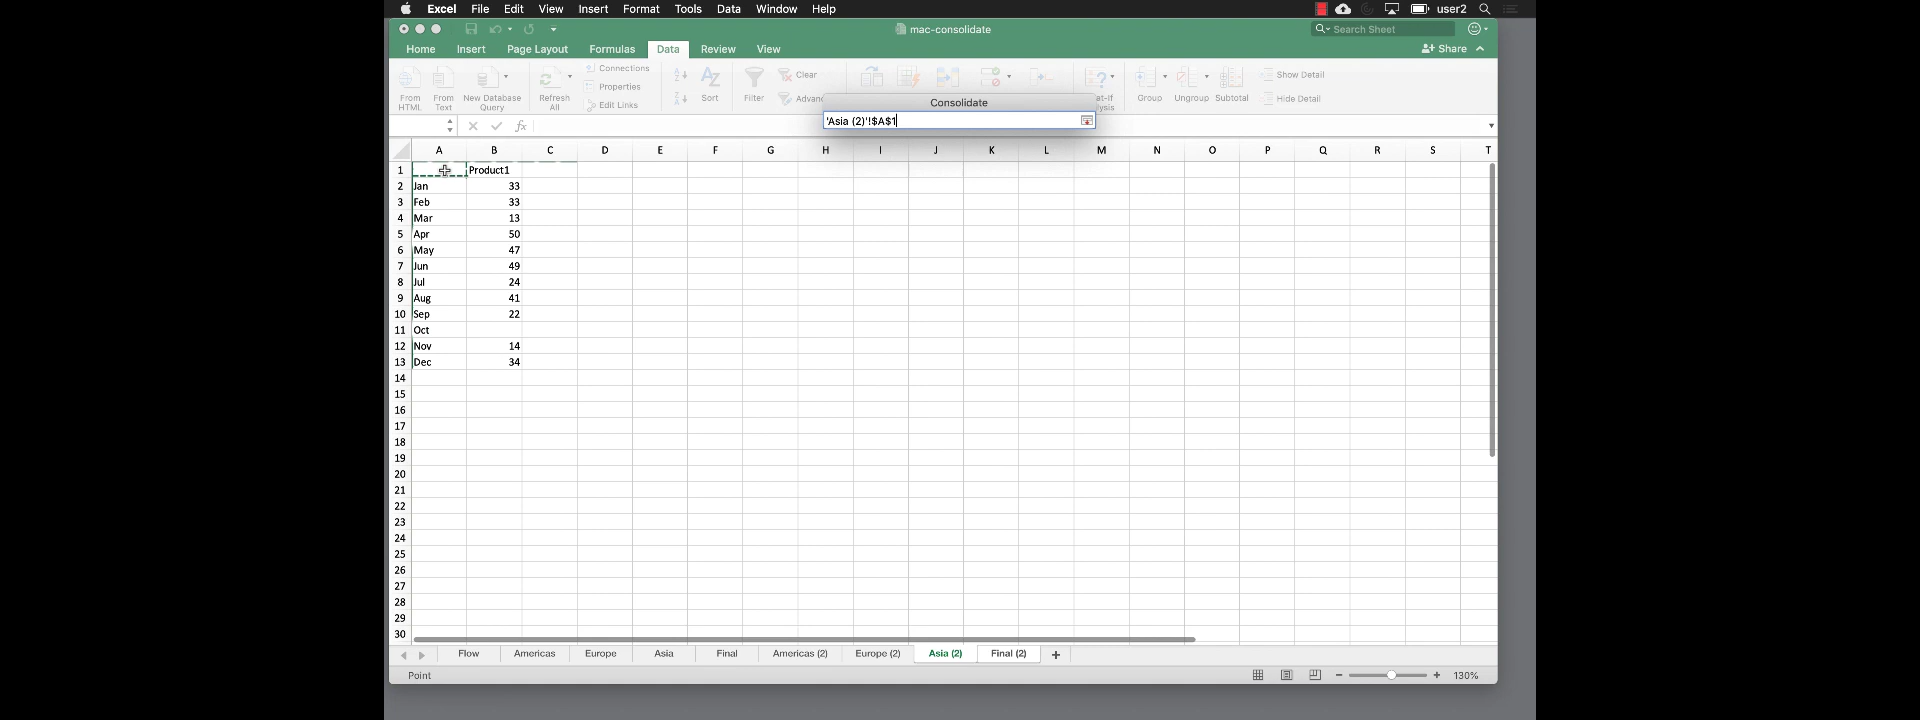 Excel File Edit View Insert Format Tools Data Window Help user2
mac-consolidate Search Sheet
Home Insert Page Layout Formulas Data Review View Share
From HTML From Text New Database Query Refresh All Connections Properties Edit Links Sort Filter Clear Group Ungroup Subtotal Show Detail Hide Detail
Consolidate
'Asia (2)'!$A$1
fx
A B C D E F G H I J K L M N O P Q R S T
1 Product1
2 Jan 33
3 Feb 33
4 Mar 13
5 Apr 50
6 May 47
7 Jun 49
8 Jul 24
9 Aug 41
10 Sep 22
11 Oct
12 Nov 14
13 Dec 34
14
15
16
17
18
19
20
21
22
23
24
25
26
27
28
29
30
Flow Americas Europe Asia Final Americas (2) Europe (2) Asia (2) Final (2)
Point 130%